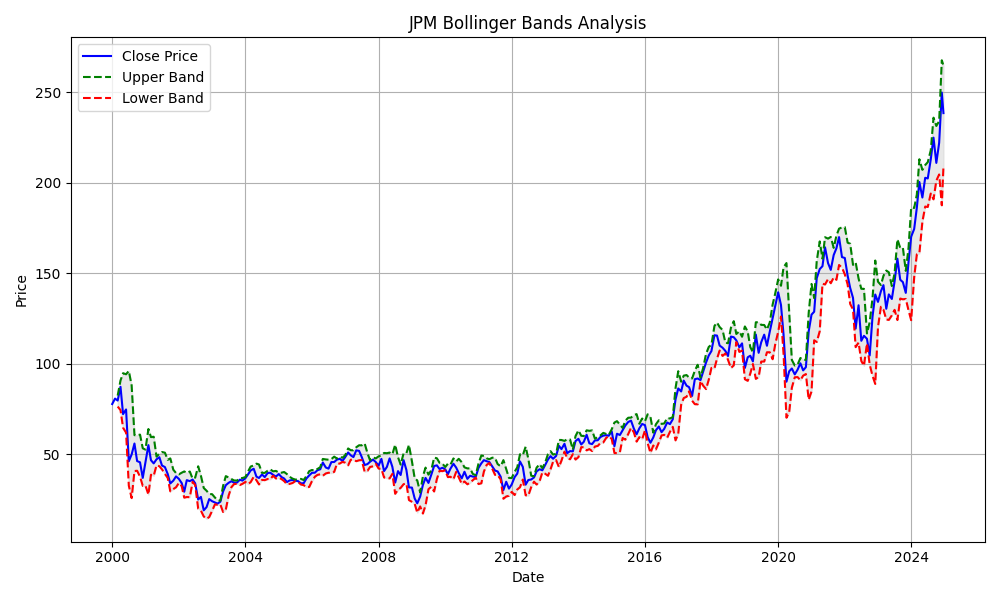 JPM Bollinger Bands Analysis
Close Price
Upper Band
Lower Band
Price
250
200
150
100
50
2000 2004 2008 2012 2016 2020 2024
Date